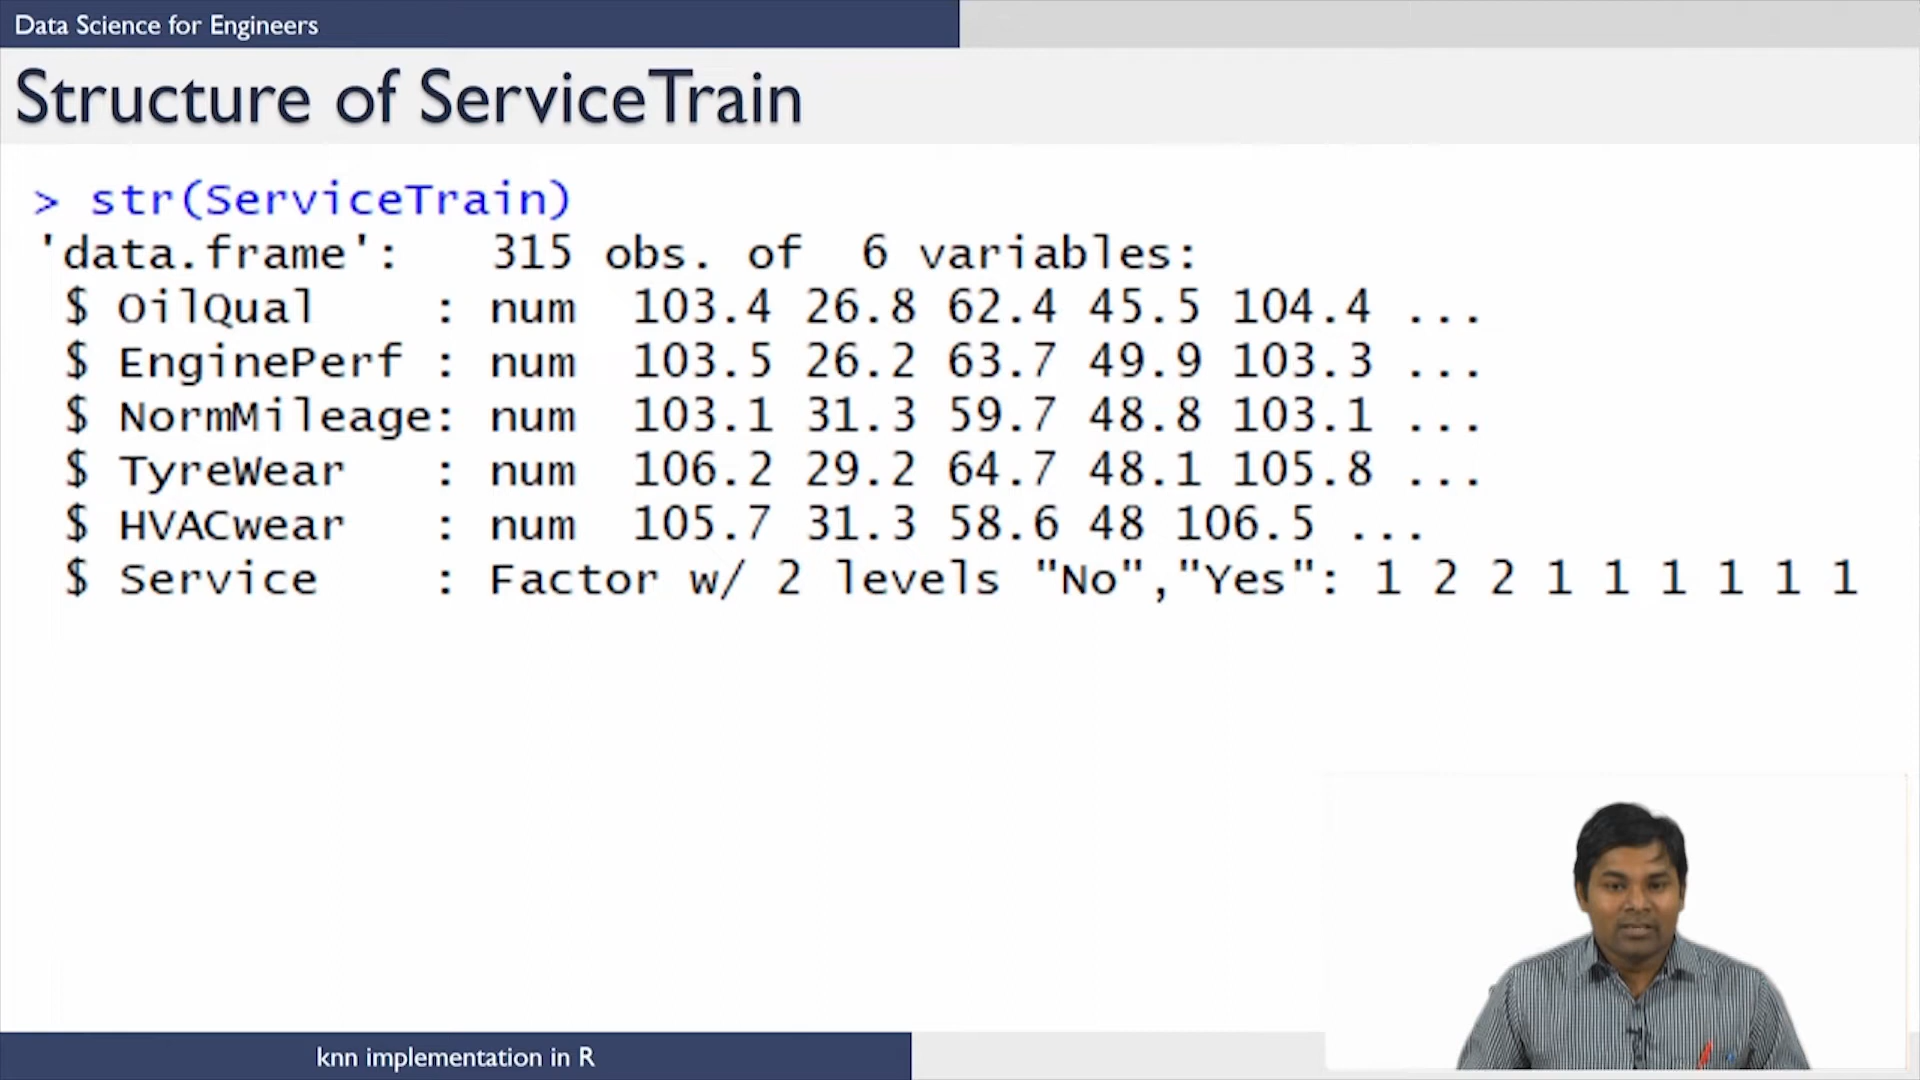 Data Science for Engineers
Structure of ServiceTrain
> str(ServiceTrain)
'data.frame':   315 obs. of  6 variables:
$ OilQual     : num  103.4 26.8 62.4 45.5 104.4 ...
$ EnginePerf : num  103.5 26.2 63.7 49.9 103.3 ...
$ NormMileage: num  103.1 31.3 59.7 48.8 103.1 ...
$ TyreWear    : num  106.2 29.2 64.7 48.1 105.8 ...
$ HVACwear    : num  105.7 31.3 58.6 48 106.5 ...
$ Service     : Factor w/ 2 levels "No","Yes": 1 2 2 1 1 1 1 1 1
knn implementation in R